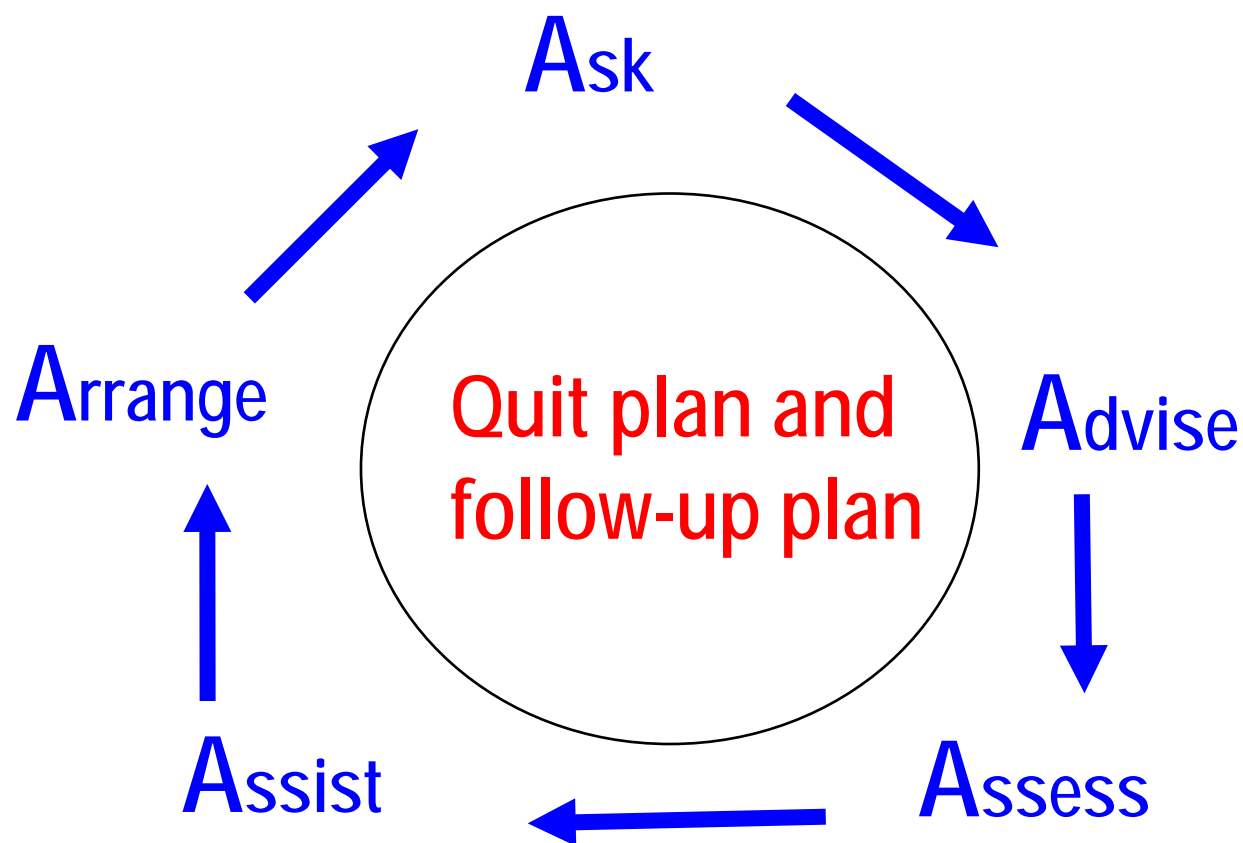 Ask
Arrange
Quit plan and
follow-up plan
Advise
Assist
Assess